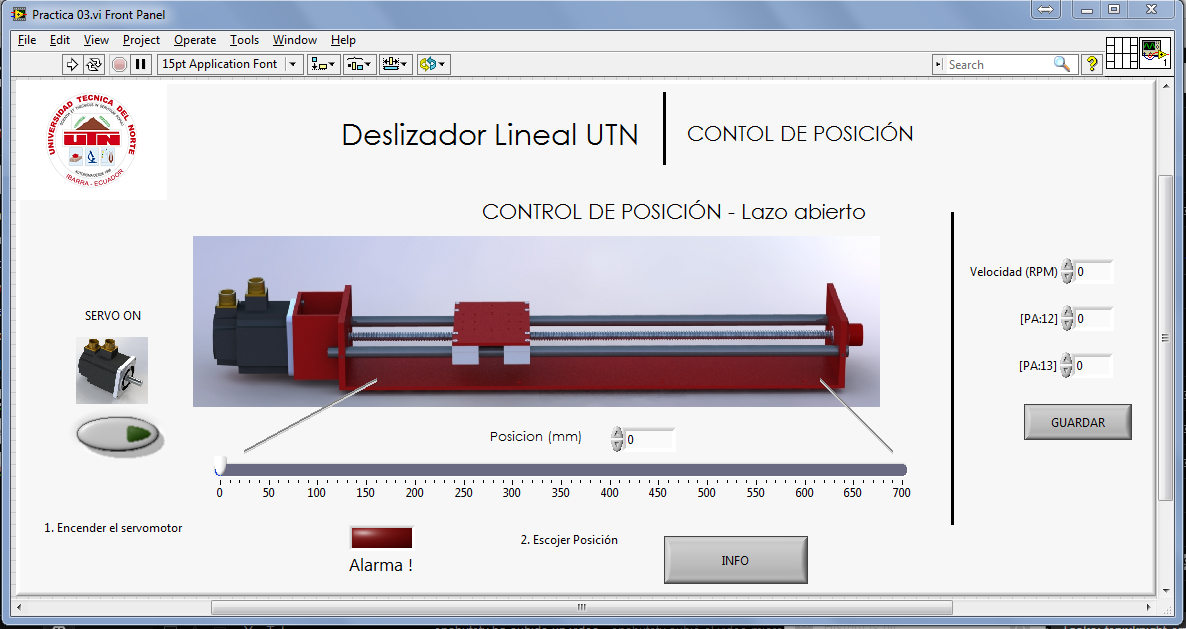 Practica 03.vi Front Panel
File Edit View Project Operate Tools Window Help
15pt Application Font
Search
?
1
UNIVERSIDAD TECNICA DEL NORTE
UTN
IBARRA - ECUADOR
Deslizador Lineal UTN
CONTOL DE POSICIÓN
CONTROL DE POSICIÓN - Lazo abierto
Velocidad (RPM) 0
[PA:12] 0
[PA:13] 0
GUARDAR
SERVO ON
Posicion (mm) 0
0 50 100 150 200 250 300 350 400 450 500 550 600 650 700
1. Encender el servomotor
Alarma !
2. Escojer Posición
INFO